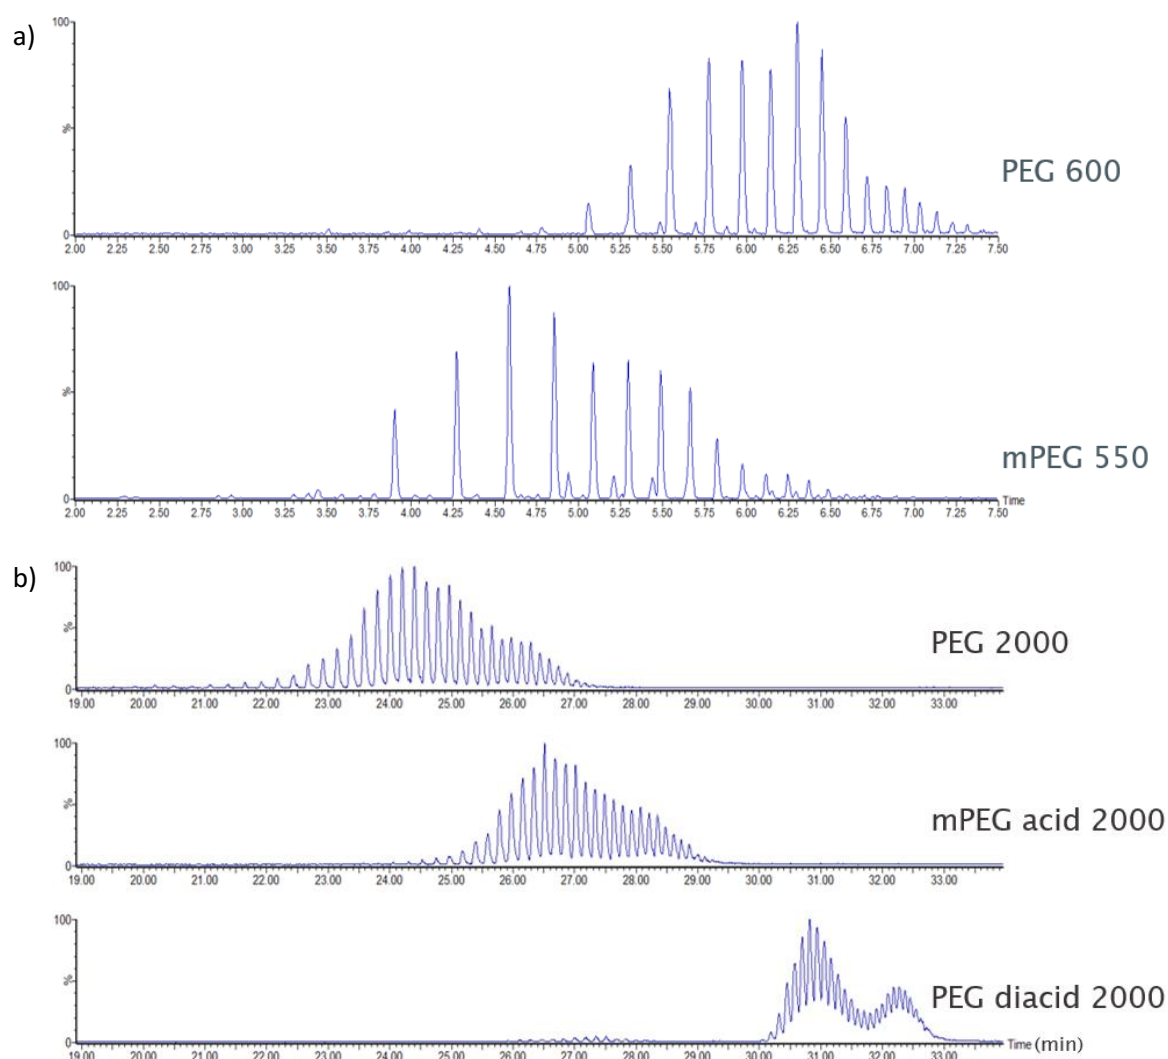 a)
100
%
0
2.00 2.25 2.50 2.75 3.00 3.25 3.50 3.75 4.00 4.25 4.50 4.75 5.00 5.25 5.50 5.75 6.00 6.25 6.50 6.75 7.00 7.25 7.50
PEG 600
100
%
0
2.00 2.25 2.50 2.75 3.00 3.25 3.50 3.75 4.00 4.25 4.50 4.75 5.00 5.25 5.50 5.75 6.00 6.25 6.50 6.75 7.00 7.25 7.50
Time
mPEG 550
b)
100
%
0
19.00 20.00 21.00 22.00 23.00 24.00 25.00 26.00 27.00 28.00 29.00 30.00 31.00 32.00 33.00
PEG 2000
100
%
0
19.00 20.00 21.00 22.00 23.00 24.00 25.00 26.00 27.00 28.00 29.00 30.00 31.00 32.00 33.00
mPEG acid 2000
100
%
0
19.00 20.00 21.00 22.00 23.00 24.00 25.00 26.00 27.00 28.00 29.00 30.00 31.00 32.00 33.00
PEG diacid 2000
Time (min)